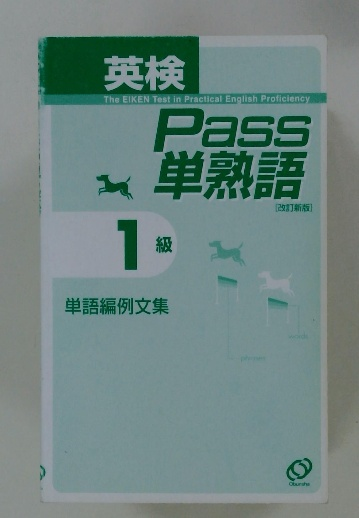 英検
The EIKEN Test in Practical English Proficiency
Pass
単熟語
[改訂新版]
1級
単語編例文集
Obunsha